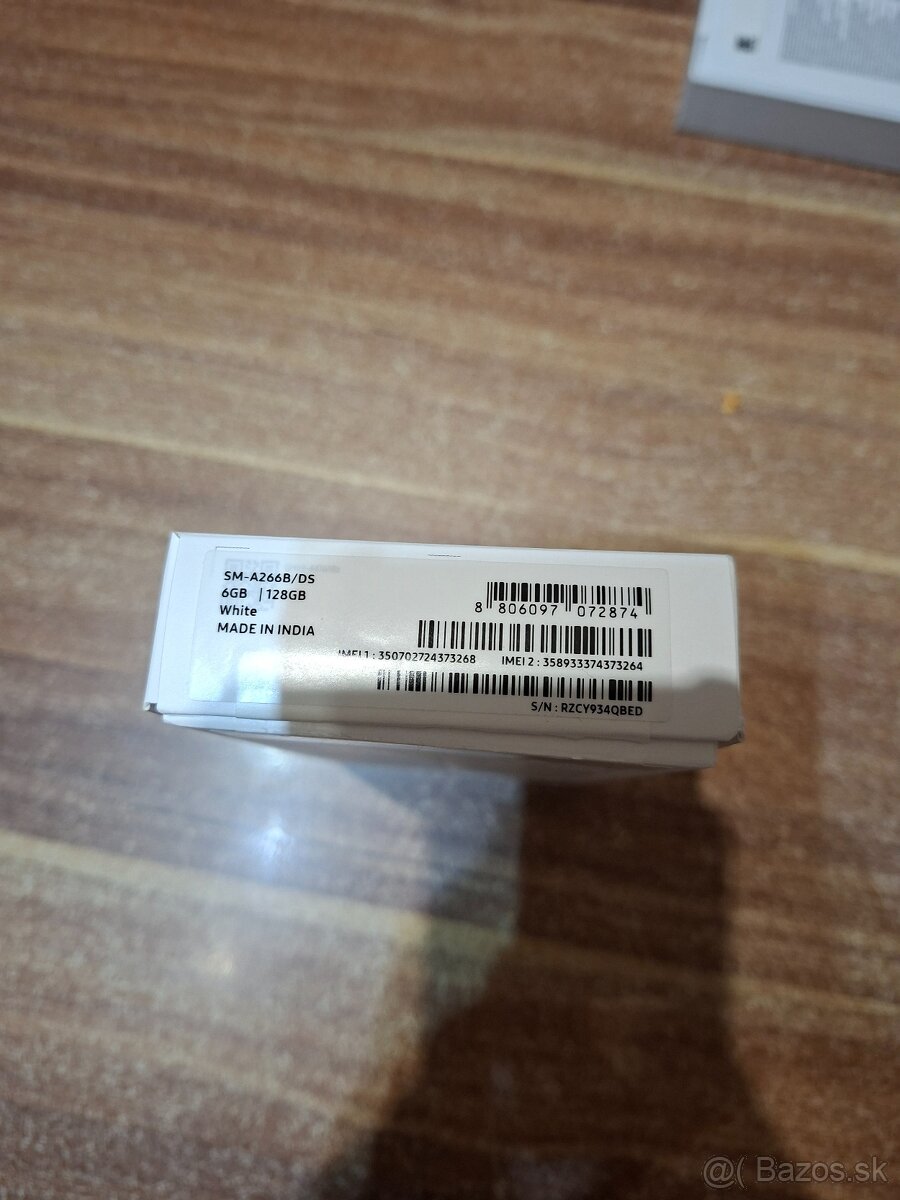 SM-A266B/DS
6GB | 128GB
White
MADE IN INDIA
8 806097 072874
IMEI 1 : 350702724373268 IMEI 2 : 358933374373264
S/N : RZCY934QBED
@( Bazos.sk